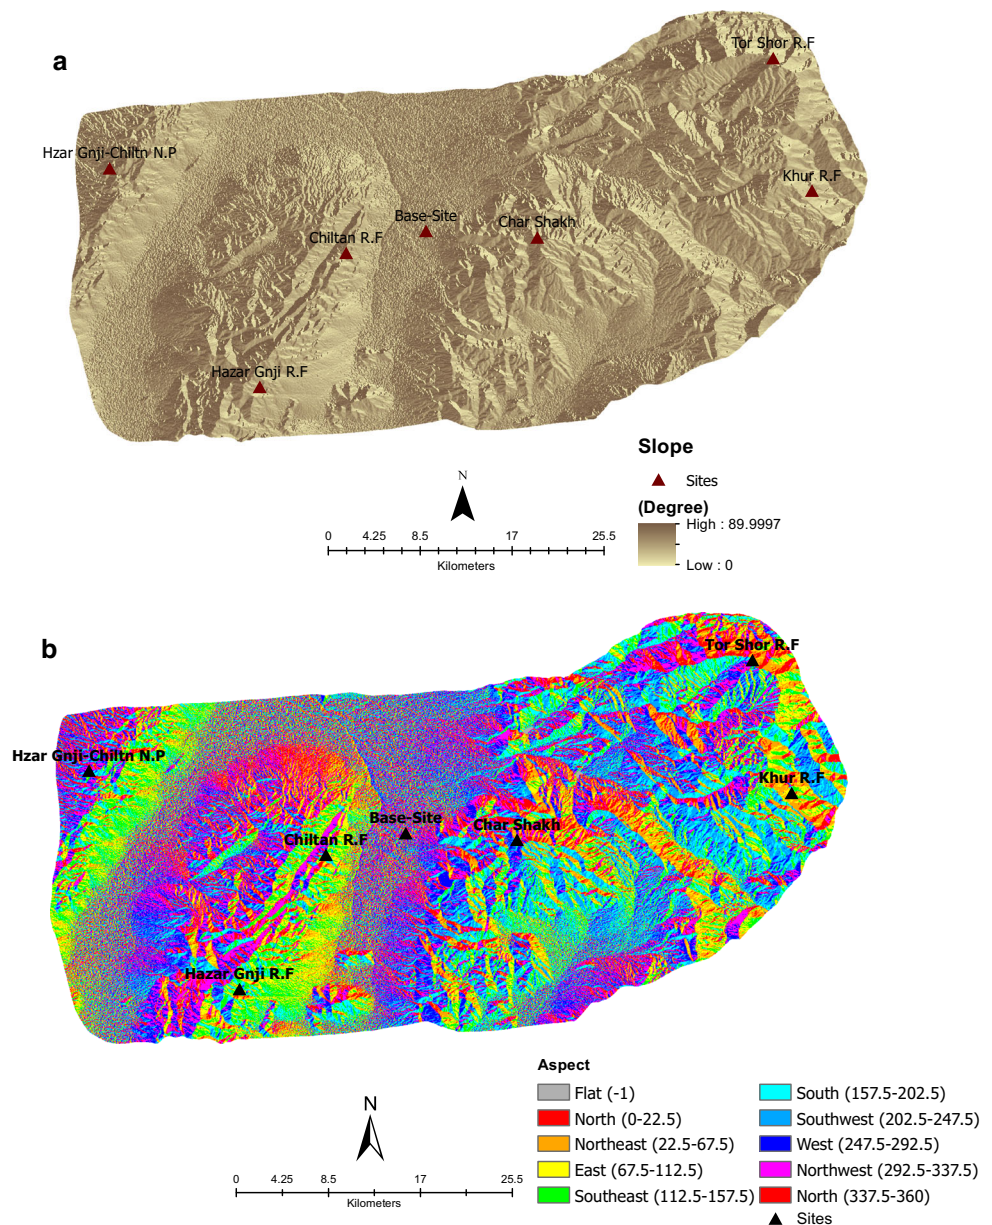 a
Tor Shor R.F
Hzar Gnji-Chiltn N.P
Khur R.F
Base-Site
Char Shakh
Chiltan R.F
Hazar Gnji R.F
Slope
Sites
(Degree)
High : 89.9997
Low : 0
N
0 4.25 8.5 17 25.5
Kilometers
b
Tor Shor R.F
Hzar Gnji-Chiltn N.P
Khur R.F
Base-Site
Char Shakh
Chiltan R.F
Hazar Gnji R.F
Aspect
Flat (-1)
North (0-22.5)
Northeast (22.5-67.5)
East (67.5-112.5)
Southeast (112.5-157.5)
South (157.5-202.5)
Southwest (202.5-247.5)
West (247.5-292.5)
Northwest (292.5-337.5)
North (337.5-360)
Sites
N
0 4.25 8.5 17 25.5
Kilometers